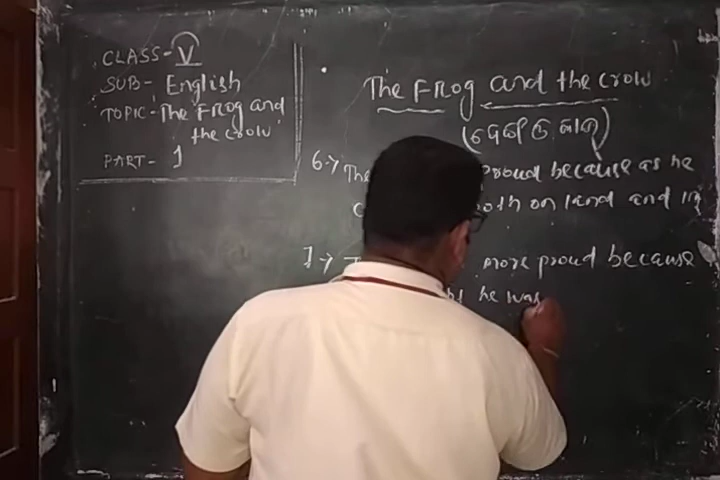 CLASS- V
SUB- English
TOPIC- The Frog and
the crow
PART- 1
The Frog and the crow
(ବେଙ୍ଗ ଓ କାଉ)
6.→ The proud because as he
both on land and in
7.→ more proud because
he was